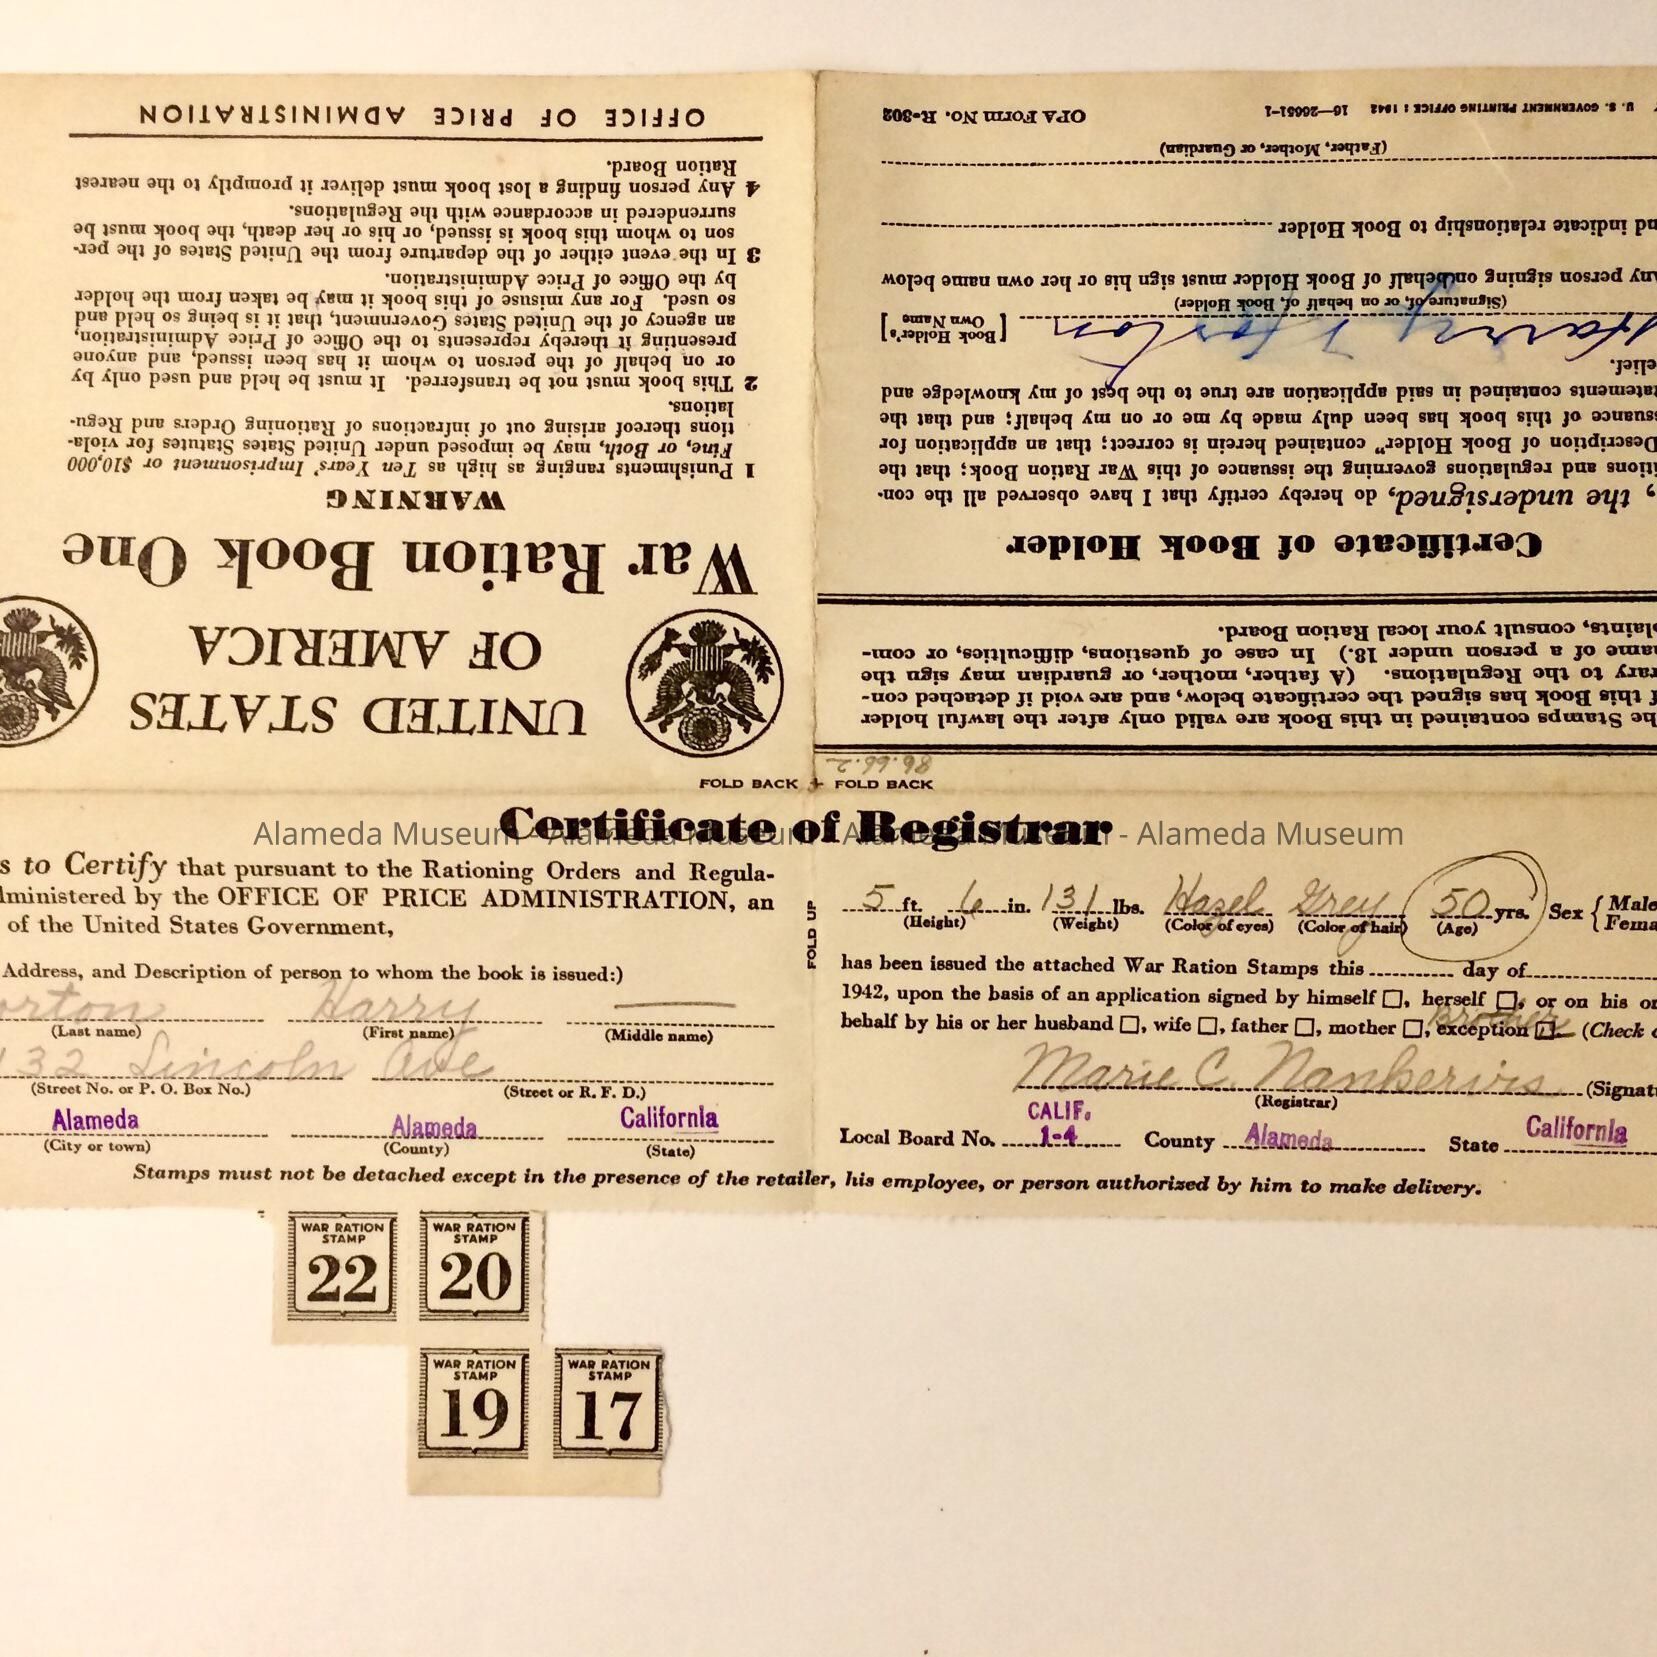 OFFICE OF PRICE ADMINISTRATION
4 Any person finding a lost book must deliver it promptly to the nearest
Ration Board.
UNITED STATES
OF AMERICA
War Ration Book One
WARNING
1 Punishments ranging as high as Ten Years' Imprisonment or $10,000
Fine, or Both, may be imposed under United States Statutes for viola-
tions thereof arising out of infractions of Rationing Orders and Regu-
lations.
2 This book must not be transferred. It must be held and used only by
or on behalf of the person to whom it has been issued, and anyone
presenting it thereby represents to the Office of Price Administration,
an agency of the United States Government, that it is being so held and
so used. For any misuse of this book it may be taken from the holder
by the Office of Price Administration.
3 In the event either of the departure from the United States of the per-
son to whom this book is issued, or his or her death, the book must be
surrendered in accordance with the Regulations.
he Stamps contained in this Book are valid only after the lawful holder
f this Book has signed the certificate below, and are void if detached con-
rary to the Regulations. (A father, mother, or guardian may sign the
name of a person under 18.) In case of questions, difficulties, or com-
plaints, consult your local Ration Board.
Certificate of Book Holder
, the undersigned, do hereby certify that I have observed all the con-
itions and regulations governing the issuance of this War Ration Book; that the
Description of Book Holder" contained herein is correct; that an application for
ssuance of this book has been duly made by me or on my behalf; and that the
tatements contained in said application are true to the best of my knowledge and
elief.
Harry Horton
[Book Holder's Own Name]
(Signature of, or on behalf of, Book Holder)
ny person signing on behalf of Book Holder must sign his or her own name below
nd indicate relationship to Book Holder
(Father, Mother, or Guardian)
U. S. GOVERNMENT PRINTING OFFICE : 1942 16—26651-1 OPA Form No. R-302
86.66.2
FOLD BACK + FOLD BACK
Certificate of Registrar
Alameda Museum - Alameda Museum - Alameda Museum - Alameda Museum
s to Certify that pursuant to the Rationing Orders and Regula-
dministered by the OFFICE OF PRICE ADMINISTRATION, an
of the United States Government,
Address, and Description of person to whom the book is issued:)
orton Harry
(Last name) (First name) (Middle name)
32 Lincoln Ave
(Street No. or P. O. Box No.) (Street or R. F. D.)
Alameda Alameda California
(City or town) (County) (State)
FOLD UP
5 ft. 6 in. 131 lbs. Hazel Grey 50 yrs. Sex { Male
Fema
(Height) (Weight) (Color of eyes) (Color of hair) (Age)
has been issued the attached War Ration Stamps this day of
1942, upon the basis of an application signed by himself □, herself □, or on his or
Brother
behalf by his or her husband □, wife □, father □, mother □, exception □ (Check
Marie C. Nankervis (Signat
(Registrar)
CALIF.
Local Board No. 1-4 County Alameda State California
Stamps must not be detached except in the presence of the retailer, his employee, or person authorized by him to make delivery.
WAR RATION STAMP 22
WAR RATION STAMP 20
WAR RATION STAMP 19
WAR RATION STAMP 17